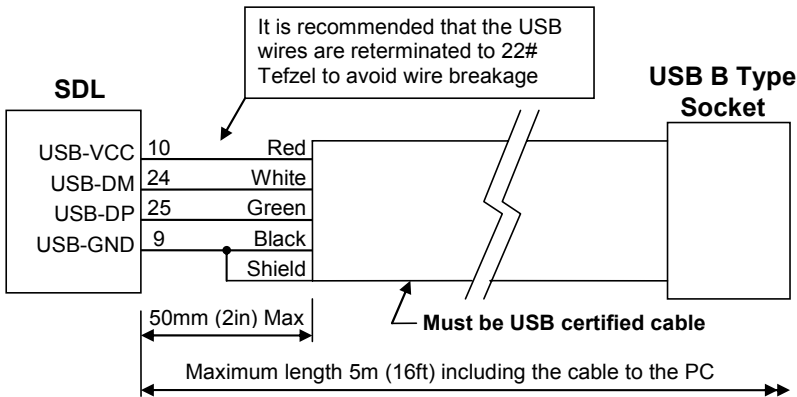 It is recommended that the USB
wires are reterminated to 22#
Tefzel to avoid wire breakage
SDL
USB B Type
Socket
USB-VCC 10 Red
USB-DM 24 White
USB-DP 25 Green
USB-GND 9 Black
Shield
50mm (2in) Max
Must be USB certified cable
Maximum length 5m (16ft) including the cable to the PC